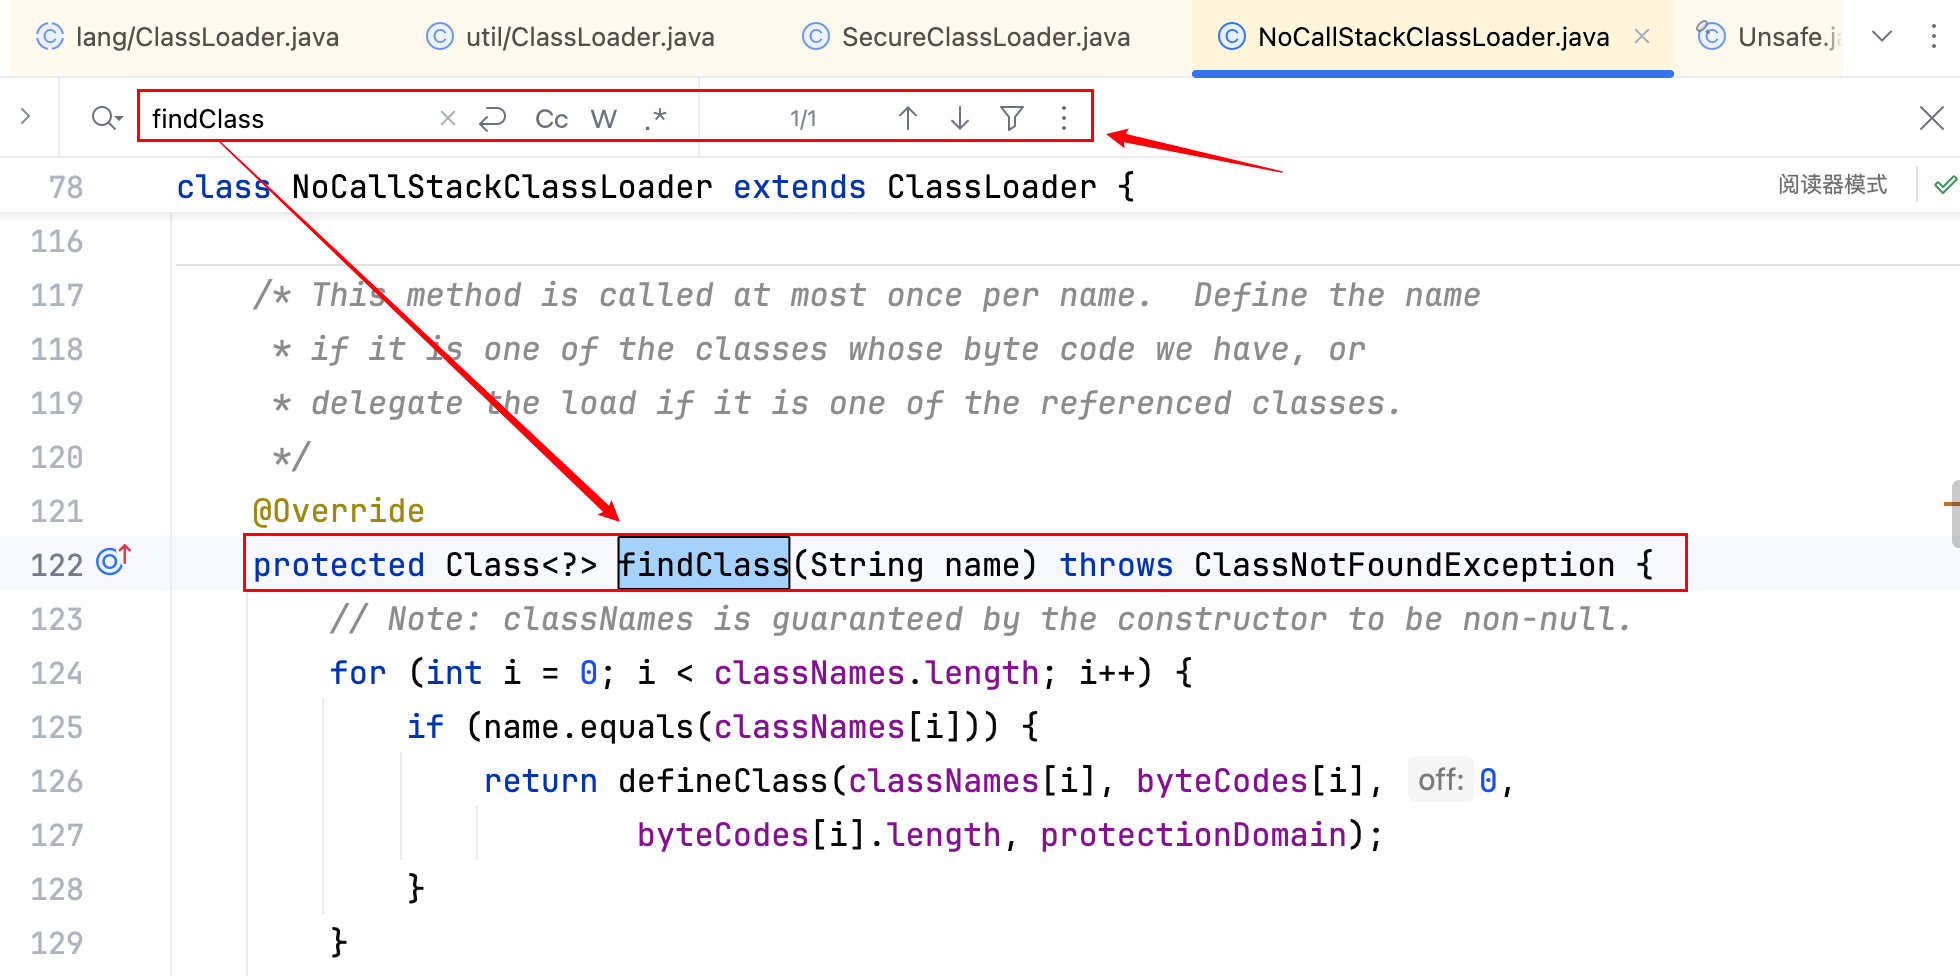 lang/ClassLoader.java util/ClassLoader.java SecureClassLoader.java NoCallStackClassLoader.java Unsafe.ja
findClass Cc W .* 1/1
78 class NoCallStackClassLoader extends ClassLoader { 阅读器模式
116
117 /* This method is called at most once per name.  Define the name
118 * if it is one of the classes whose byte code we have, or
119 * delegate the load if it is one of the referenced classes.
120 */
121 @Override
122 protected Class<?> findClass(String name) throws ClassNotFoundException {
123 // Note: classNames is guaranteed by the constructor to be non-null.
124 for (int i = 0; i < classNames.length; i++) {
125 if (name.equals(classNames[i])) {
126 return defineClass(classNames[i], byteCodes[i], off: 0,
127 byteCodes[i].length, protectionDomain);
128 }
129 }